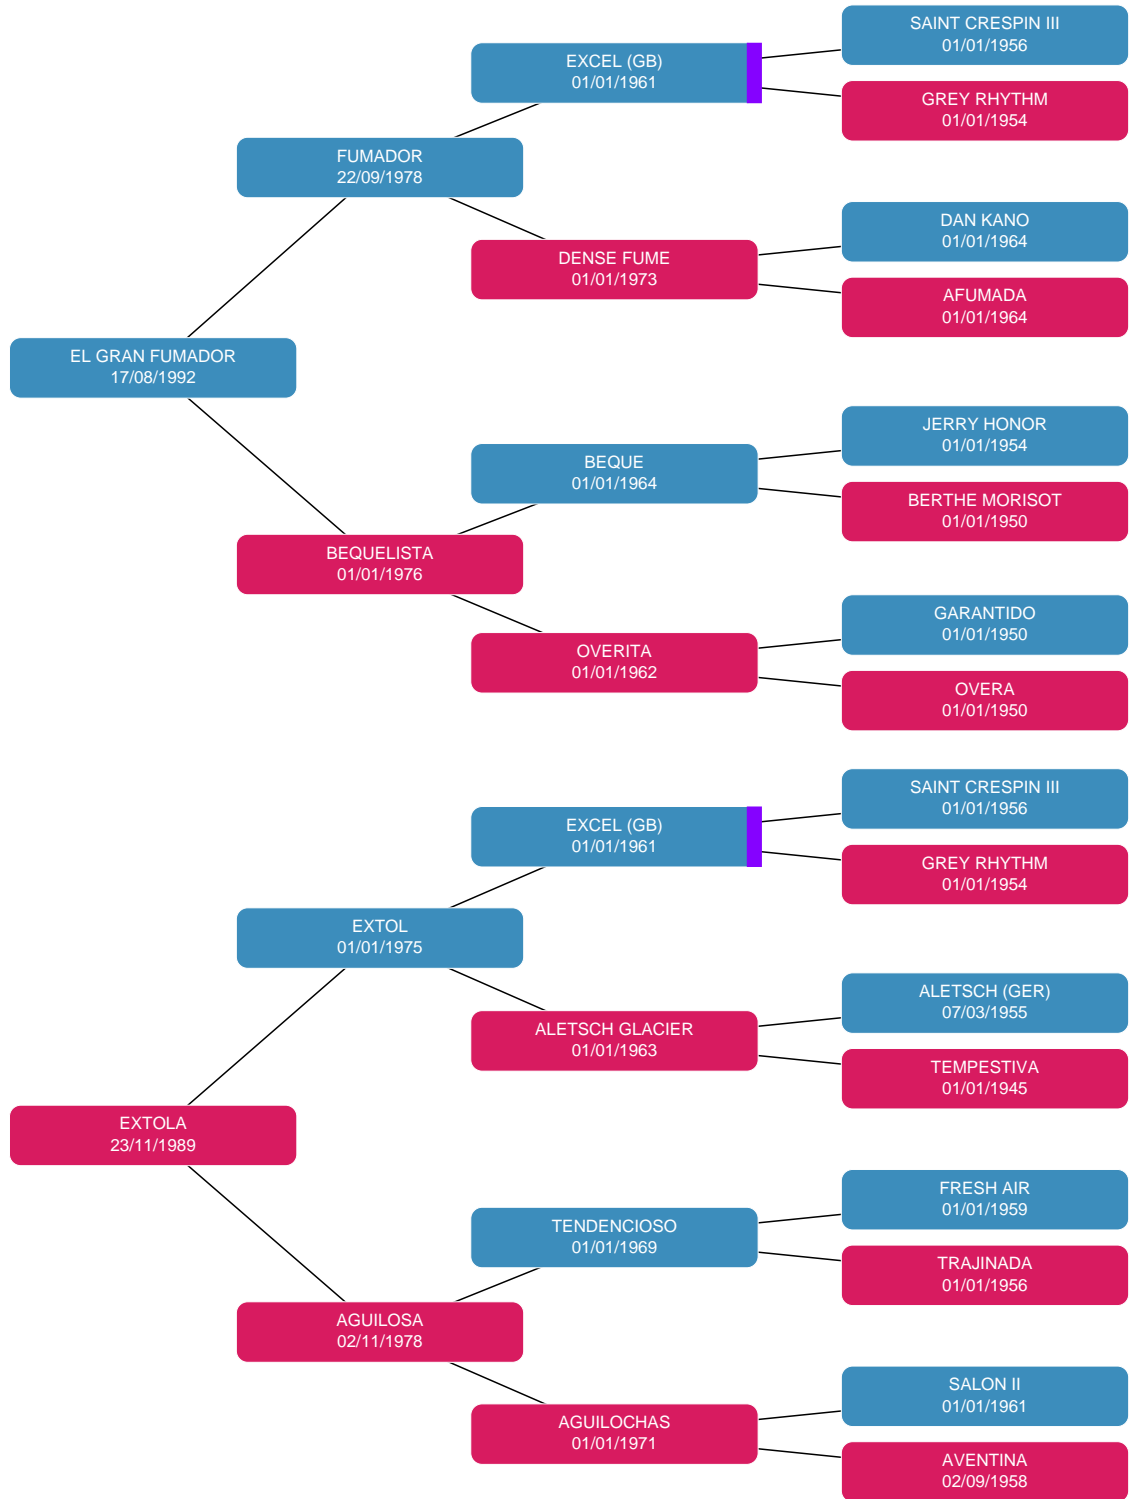 SAINT CRESPIN III
01/01/1956
EXCEL (GB)
01/01/1961
GREY RHYTHM
01/01/1954
FUMADOR
22/09/1978
DAN KANO
01/01/1964
DENSE FUME
01/01/1973
AFUMADA
01/01/1964
EL GRAN FUMADOR
17/08/1992
JERRY HONOR
01/01/1954
BEQUE
01/01/1964
BERTHE MORISOT
01/01/1950
BEQUELISTA
01/01/1976
GARANTIDO
01/01/1950
OVERITA
01/01/1962
OVERA
01/01/1950
SAINT CRESPIN III
01/01/1956
EXCEL (GB)
01/01/1961
GREY RHYTHM
01/01/1954
EXTOL
01/01/1975
ALETSCH (GER)
07/03/1955
ALETSCH GLACIER
01/01/1963
TEMPESTIVA
01/01/1945
EXTOLA
23/11/1989
FRESH AIR
01/01/1959
TENDENCIOSO
01/01/1969
TRAJINADA
01/01/1956
AGUILOSA
02/11/1978
SALON II
01/01/1961
AGUILOCHAS
01/01/1971
AVENTINA
02/09/1958